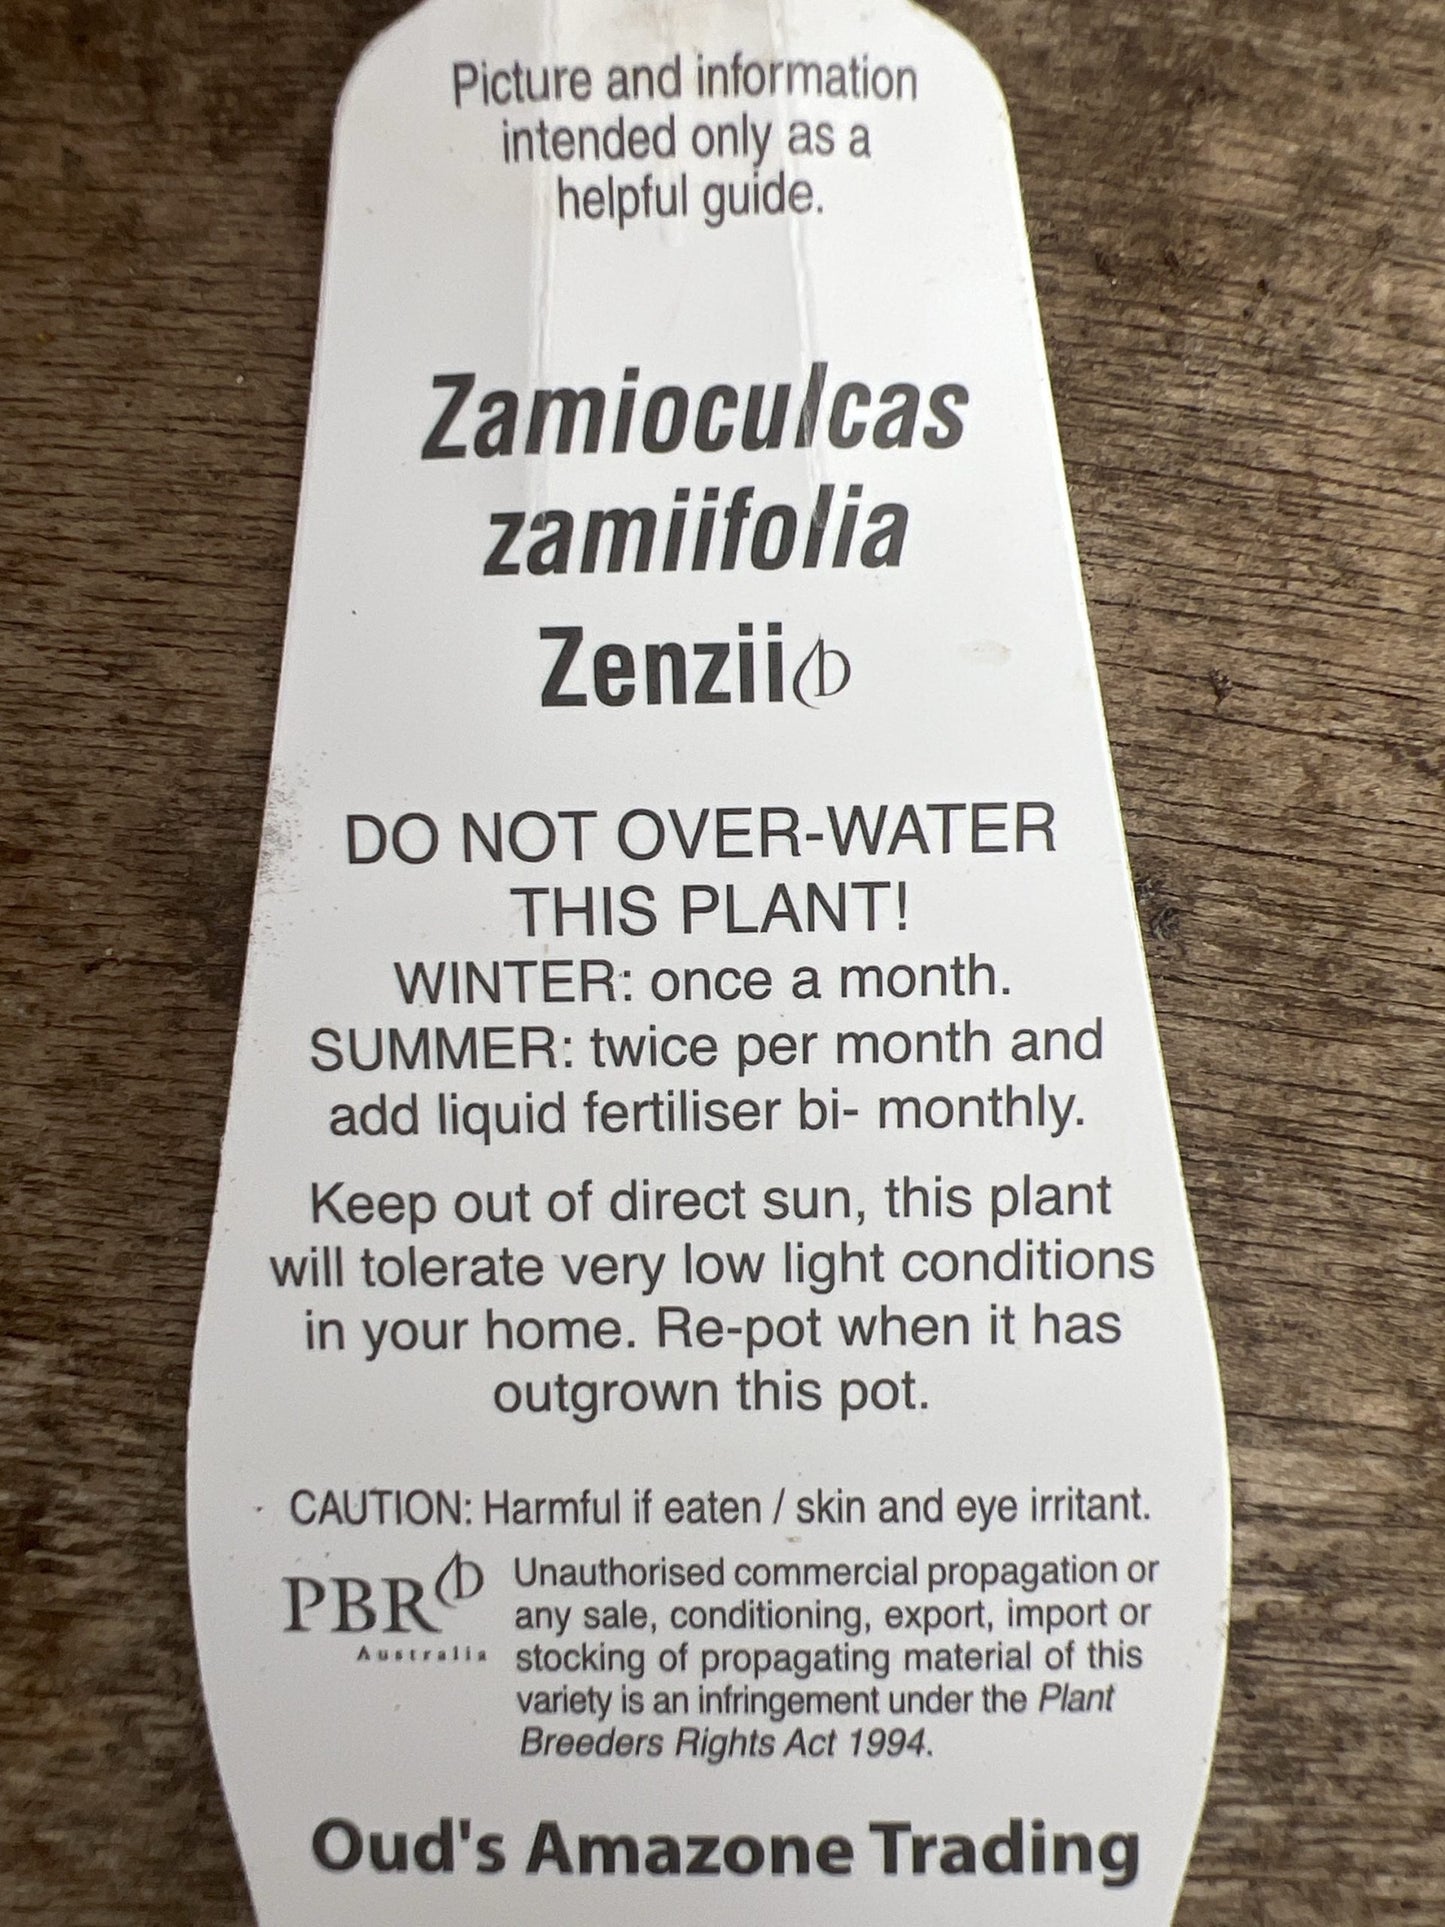 Picture and information
intended only as a
helpful guide.
Zamioculcas
zamiifolia
Zenzii
DO NOT OVER-WATER
THIS PLANT!
WINTER: once a month.
SUMMER: twice per month and
add liquid fertiliser bi- monthly.
Keep out of direct sun, this plant
will tolerate very low light conditions
in your home. Re-pot when it has
outgrown this pot.
CAUTION: Harmful if eaten / skin and eye irritant.
PBR
Australia
Unauthorised commercial propagation or
any sale, conditioning, export, import or
stocking of propagating material of this
variety is an infringement under the Plant
Breeders Rights Act 1994.
Oud's Amazone Trading